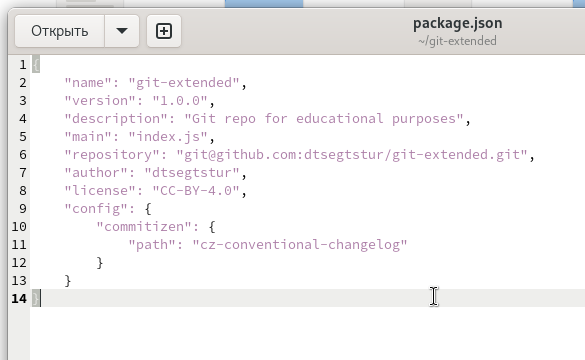 Открыть
package.json
~/git-extended
1 {
2     "name": "git-extended",
3     "version": "1.0.0",
4     "description": "Git repo for educational purposes",
5     "main": "index.js",
6     "repository": "git@github.com:dtsegtstur/git-extended.git",
7     "author": "dtsegtstur",
8     "license": "CC-BY-4.0",
9     "config": {
10         "commitizen": {
11             "path": "cz-conventional-changelog"
12         }
13     }
14 }